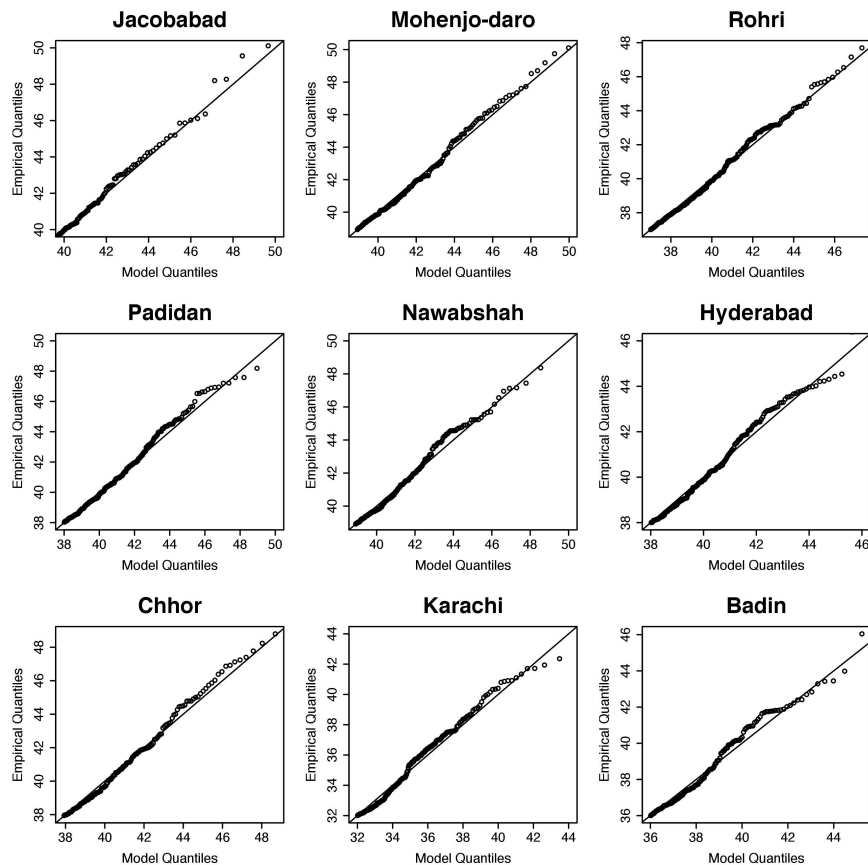 Jacobabad Mohenjo-daro Rohri
Empirical Quantiles Empirical Quantiles Empirical Quantiles
50 50 48
48 48 46
46 46 44
44 44 42
42 42 40
40 40 38
40 42 44 46 48 50 40 42 44 46 48 50 38 40 42 44 46
Model Quantiles Model Quantiles Model Quantiles
Padidan Nawabshah Hyderabad
Empirical Quantiles Empirical Quantiles Empirical Quantiles
50 50 46
48 48 44
46 46 42
44 44 40
42 42 38
40 40
38
38 40 42 44 46 48 50 40 42 44 46 48 50 38 40 42 44 46
Model Quantiles Model Quantiles Model Quantiles
Chhor Karachi Badin
Empirical Quantiles Empirical Quantiles Empirical Quantiles
48 44 46
46 42 44
44 40 42
42 38 40
40 36 38
38 34 36
32
38 40 42 44 46 48 32 34 36 38 40 42 44 36 38 40 42 44
Model Quantiles Model Quantiles Model Quantiles